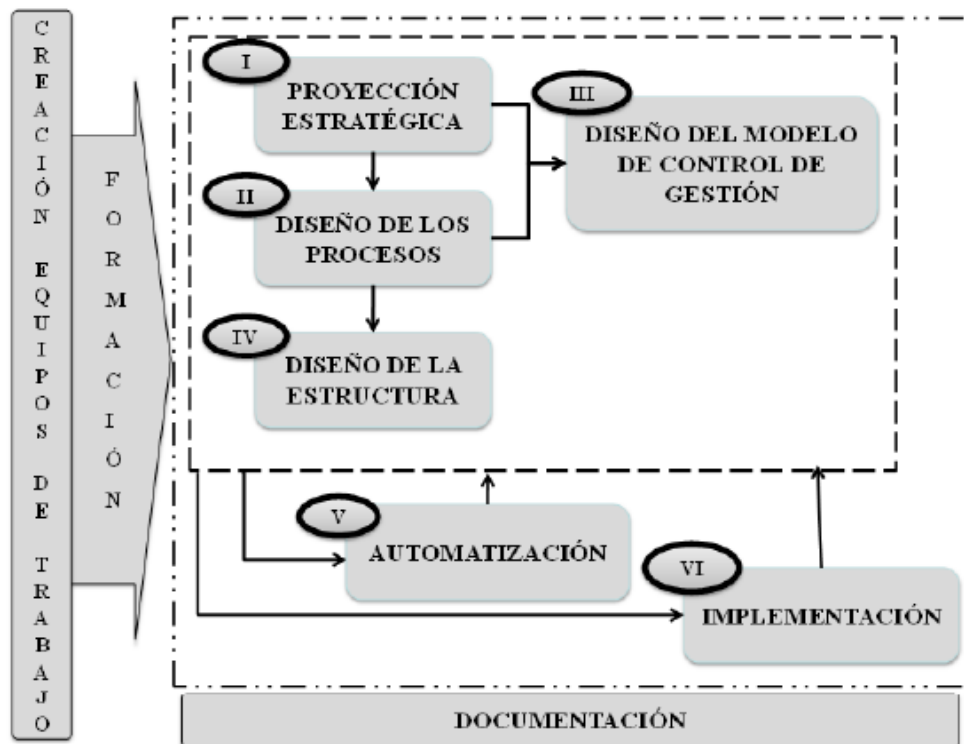 CREACIÓN EQUIPOS DE TRABAJO
FORMACIÓN
I
PROYECCIÓN
ESTRATÉGICA
II
DISEÑO DE LOS
PROCESOS
III
DISEÑO DEL MODELO
DE CONTROL DE
GESTIÓN
IV
DISEÑO DE LA
ESTRUCTURA
V
AUTOMATIZACIÓN
VI
IMPLEMENTACIÓN
DOCUMENTACIÓN